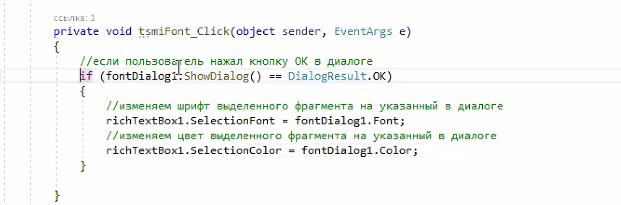 ссылка: 1
private void tsmiFont_Click(object sender, EventArgs e)
{
//если пользователь нажал кнопку ОК в диалоге
if (fontDialog1.ShowDialog() == DialogResult.OK)
{
//изменяем шрифт выделенного фрагмента на указанный в диалоге
richTextBox1.SelectionFont = fontDialog1.Font;
//изменяем цвет выделенного фрагмента на указанный в диалоге
richTextBox1.SelectionColor = fontDialog1.Color;
}
}